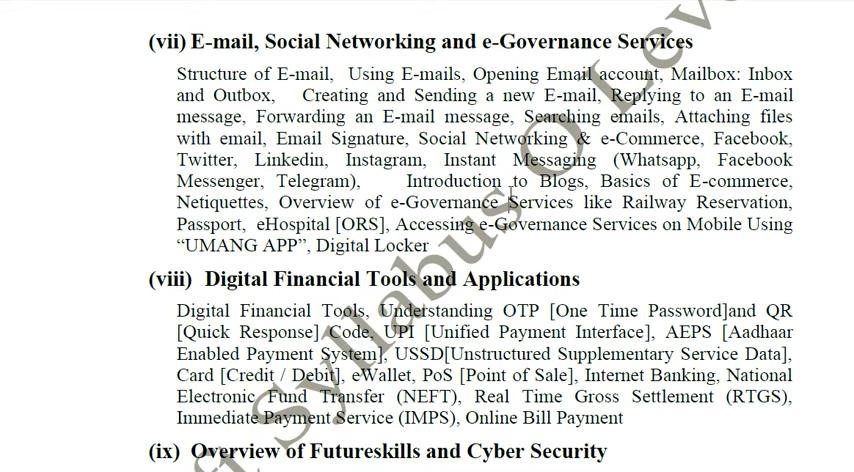 (vii) E-mail, Social Networking and e-Governance Services
Structure of E-mail, Using E-mails, Opening Email account, Mailbox: Inbox
and Outbox, Creating and Sending a new E-mail, Replying to an E-mail
message, Forwarding an E-mail message, Searching emails, Attaching files
with email, Email Signature, Social Networking & e-Commerce, Facebook,
Twitter, Linkedin, Instagram, Instant Messaging (Whatsapp, Facebook
Messenger, Telegram), Introduction to Blogs, Basics of E-commerce,
Netiquettes, Overview of e-Governance Services like Railway Reservation,
Passport, eHospital [ORS], Accessing e-Governance Services on Mobile Using
“UMANG APP”, Digital Locker
(viii) Digital Financial Tools and Applications
Digital Financial Tools, Understanding OTP [One Time Password]and QR
[Quick Response] Code, UPI [Unified Payment Interface], AEPS [Aadhaar
Enabled Payment System], USSD[Unstructured Supplementary Service Data],
Card [Credit / Debit], eWallet, PoS [Point of Sale], Internet Banking, National
Electronic Fund Transfer (NEFT), Real Time Gross Settlement (RTGS),
Immediate Payment Service (IMPS), Online Bill Payment
(ix) Overview of Futureskills and Cyber Security
ft Syllabus O Leve